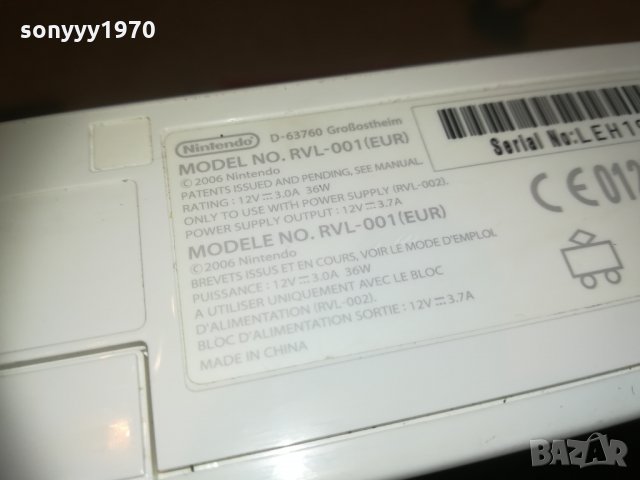 sonyyy1970
Nintendo D-63760 Großostheim
MODEL NO. RVL-001(EUR)
©2006 Nintendo
PATENTS ISSUED AND PENDING, SEE MANUAL
RATING : 12V⎓3.0A 36W
ONLY TO USE WITH POWER SUPPLY (RVL-002).
POWER SUPPLY OUTPUT : 12V⎓3.7A
MODELE NO. RVL-001(EUR)
©2006 Nintendo
BREVETS ISSUS ET EN COURS, VOIR LE MODE D'EMPLOI
PUISSANCE : 12V⎓3.0A 36W
A UTILISER UNIQUEMENT AVEC LE BLOC
D'ALIMENTATION (RVL-002).
BLOC D'ALIMENTATION SORTIE : 12V⎓3.7A
MADE IN CHINA
Serial No:LEH1
CE012
BAZAR